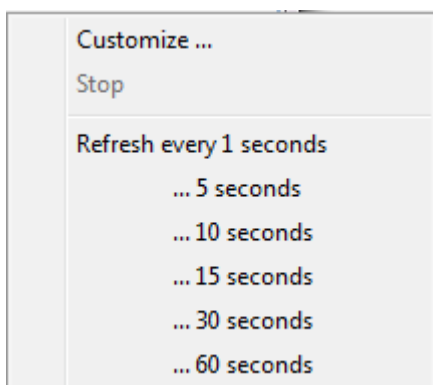 Customize ...
Stop
Refresh every 1 seconds
... 5 seconds
... 10 seconds
... 15 seconds
... 30 seconds
... 60 seconds